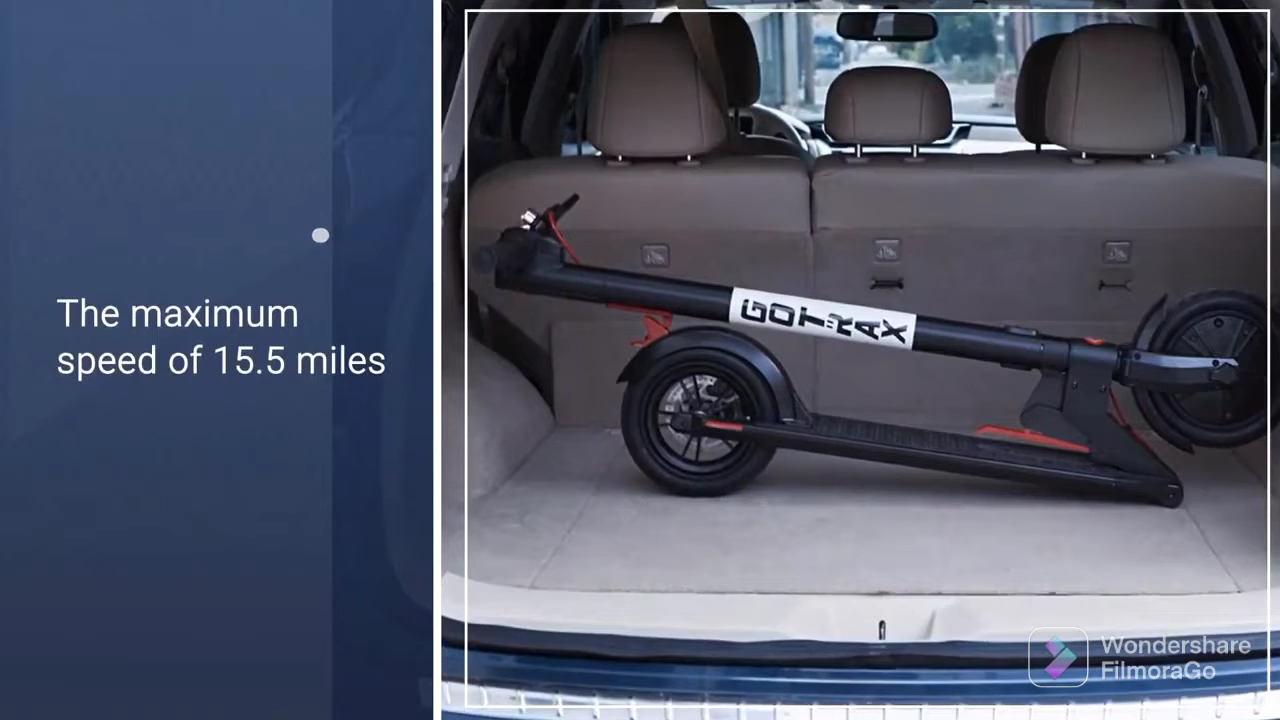 The maximum
speed of 15.5 miles
GOTRAX
Wondershare
FilmoraGo